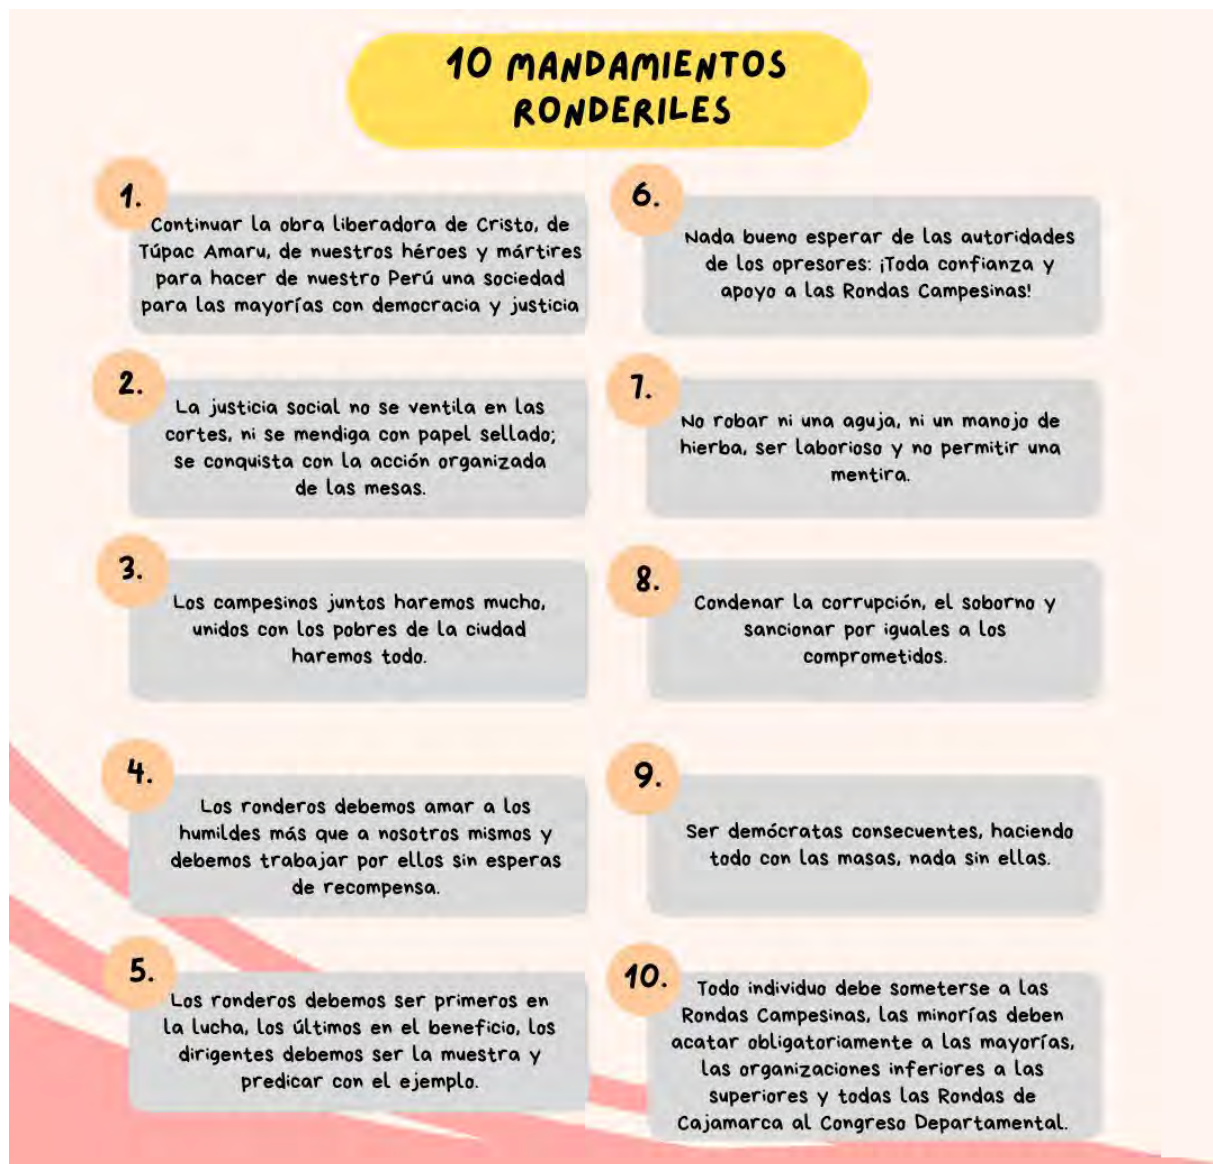 10 MANDAMIENTOS
RONDERILES
1.
Continuar la obra liberadora de Cristo, de
Túpac Amaru, de nuestros héroes y mártires
para hacer de nuestro Perú una sociedad
para las mayorías con democracia y justicia
2.
La justicia social no se ventila en las
cortes, ni se mendiga con papel sellado;
se conquista con la acción organizada
de las mesas.
3.
Los campesinos juntos haremos mucho,
unidos con los pobres de la ciudad
haremos todo.
4.
Los ronderos debemos amar a los
humildes más que a nosotros mismos y
debemos trabajar por ellos sin esperas
de recompensa.
5.
Los ronderos debemos ser primeros en
la lucha, los últimos en el beneficio, los
dirigentes debemos ser la muestra y
predicar con el ejemplo.
6.
Nada bueno esperar de las autoridades
de los opresores: ¡Toda confianza y
apoyo a las Rondas Campesinas!
7.
No robar ni una aguja, ni un manojo de
hierba, ser laborioso y no permitir una
mentira.
8.
Condenar la corrupción, el soborno y
sancionar por iguales a los
comprometidos.
9.
Ser demócratas consecuentes, haciendo
todo con las masas, nada sin ellas.
10.
Todo individuo debe someterse a las
Rondas Campesinas, las minorías deben
acatar obligatoriamente a las mayorías,
las organizaciones inferiores a las
superiores y todas las Rondas de
Cajamarca al Congreso Departamental.